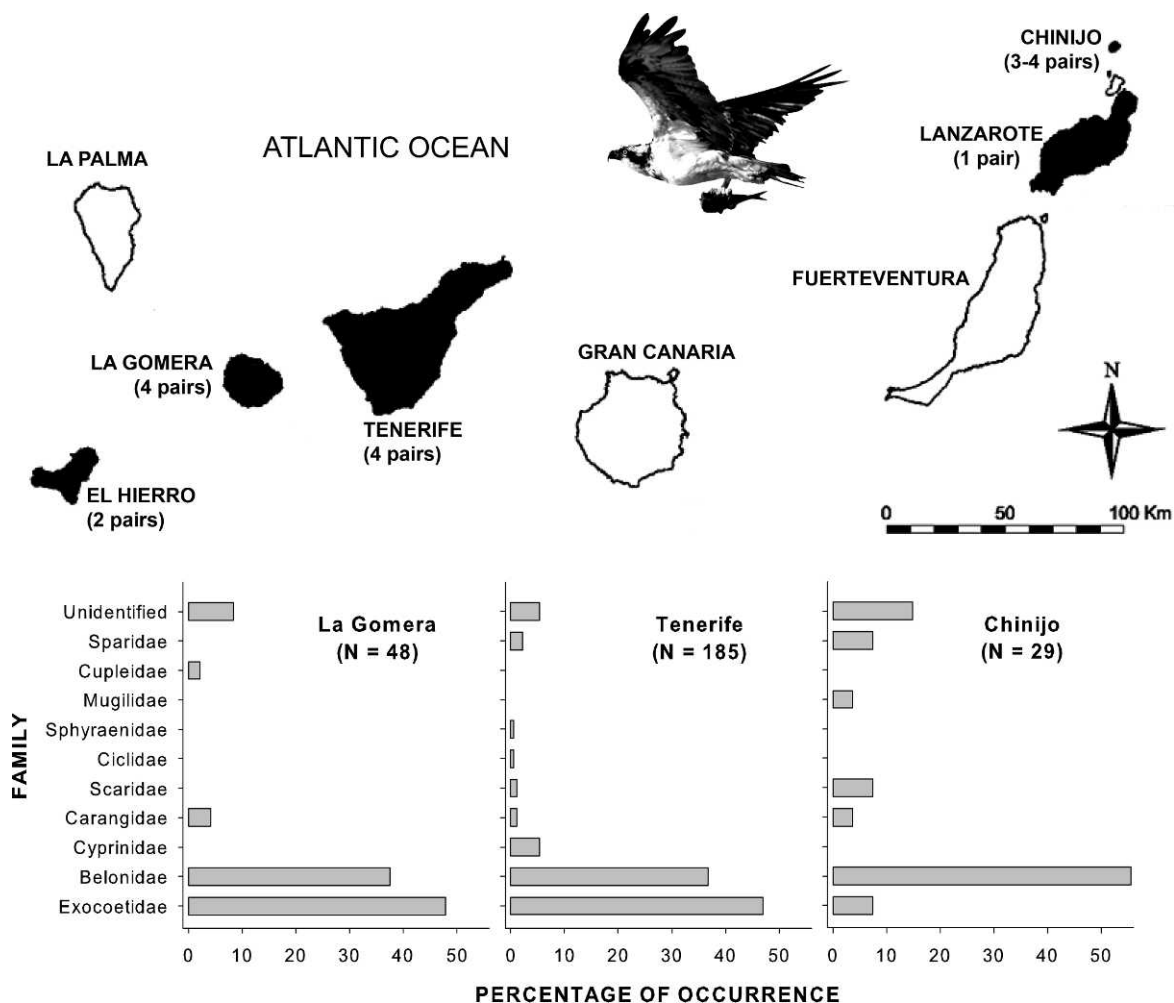 CHINIJO
(3-4 pairs)
LANZAROTE
(1 pair)
ATLANTIC OCEAN
LA PALMA
FUERTEVENTURA
LA GOMERA
(4 pairs)
GRAN CANARIA
TENERIFE
(4 pairs)
N
EL HIERRO
(2 pairs)
0 50 100 Km
FAMILY
Unidentified
Sparidae
Cupleidae
Mugilidae
Sphyraenidae
Ciclidae
Scaridae
Carangidae
Cyprinidae
Belonidae
Exocoetidae
La Gomera
(N = 48)
Tenerife
(N = 185)
Chinijo
(N = 29)
0 10 20 30 40 50
0 10 20 30 40 50
0 10 20 30 40 50
PERCENTAGE OF OCCURRENCE